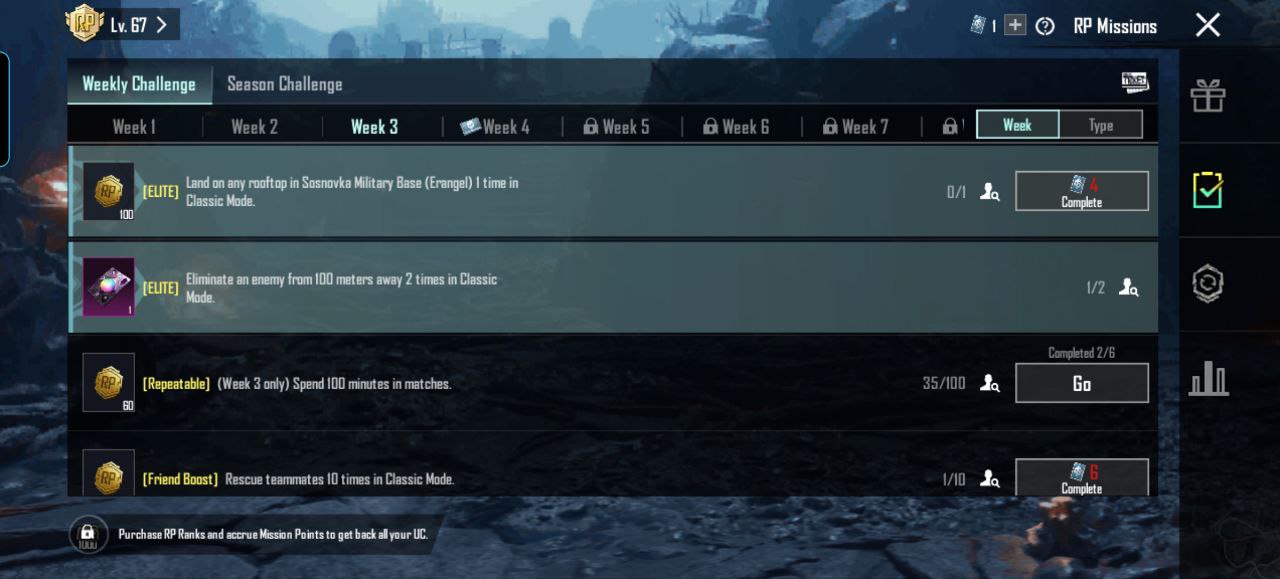 RP Lv. 67
1 RP Missions
Weekly Challenge Season Challenge
Week 1 Week 2 Week 3 Week 4 Week 5 Week 6 Week 7 Week Type
RP 100 [ELITE] Land on any rooftop in Sosnovka Military Base (Erangel) 1 time in
Classic Mode.
0/1
4
Complete
1 [ELITE] Eliminate an enemy from 100 meters away 2 times in Classic
Mode.
1/2
RP 60 [Repeatable] (Week 3 only) Spend 100 minutes in matches.
35/100
Completed 2/6
Go
RP [Friend Boost] Rescue teammates 10 times in Classic Mode.
1/10
6
Complete
1000 Purchase RP Ranks and accrue Mission Points to get back all your UC.